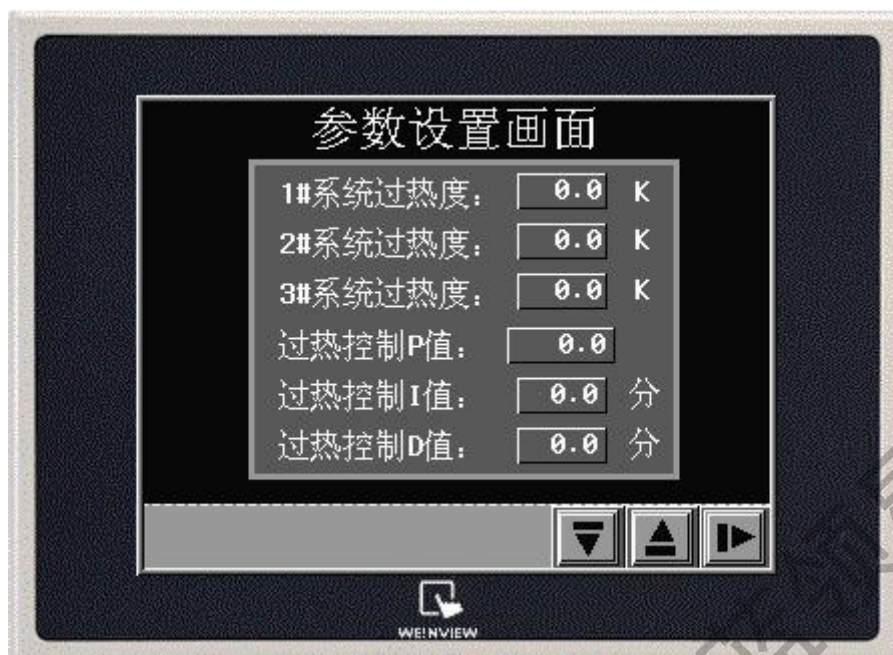 参数设置画面
1#系统过热度： 0.0 K
2#系统过热度： 0.0 K
3#系统过热度： 0.0 K
过热控制P值： 0.0
过热控制I值： 0.0 分
过热控制D值： 0.0 分
WEINVIEW